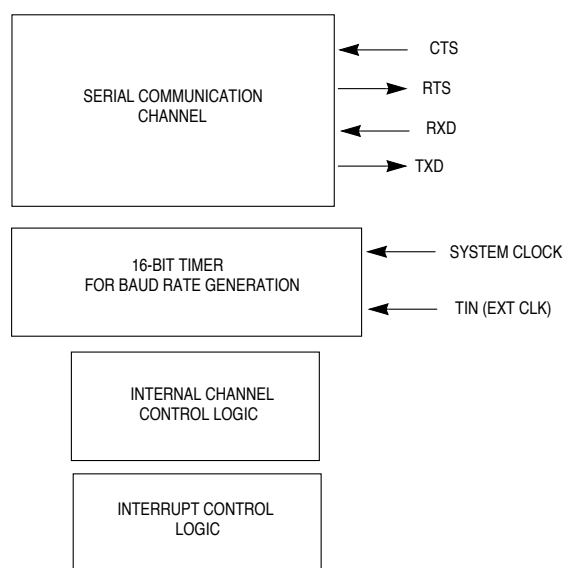 SERIAL COMMUNICATION
CHANNEL
CTS
RTS
RXD
TXD
16-BIT TIMER
FOR BAUD RATE GENERATION
SYSTEM CLOCK
TIN (EXT CLK)
INTERNAL CHANNEL
CONTROL LOGIC
INTERRUPT CONTROL
LOGIC